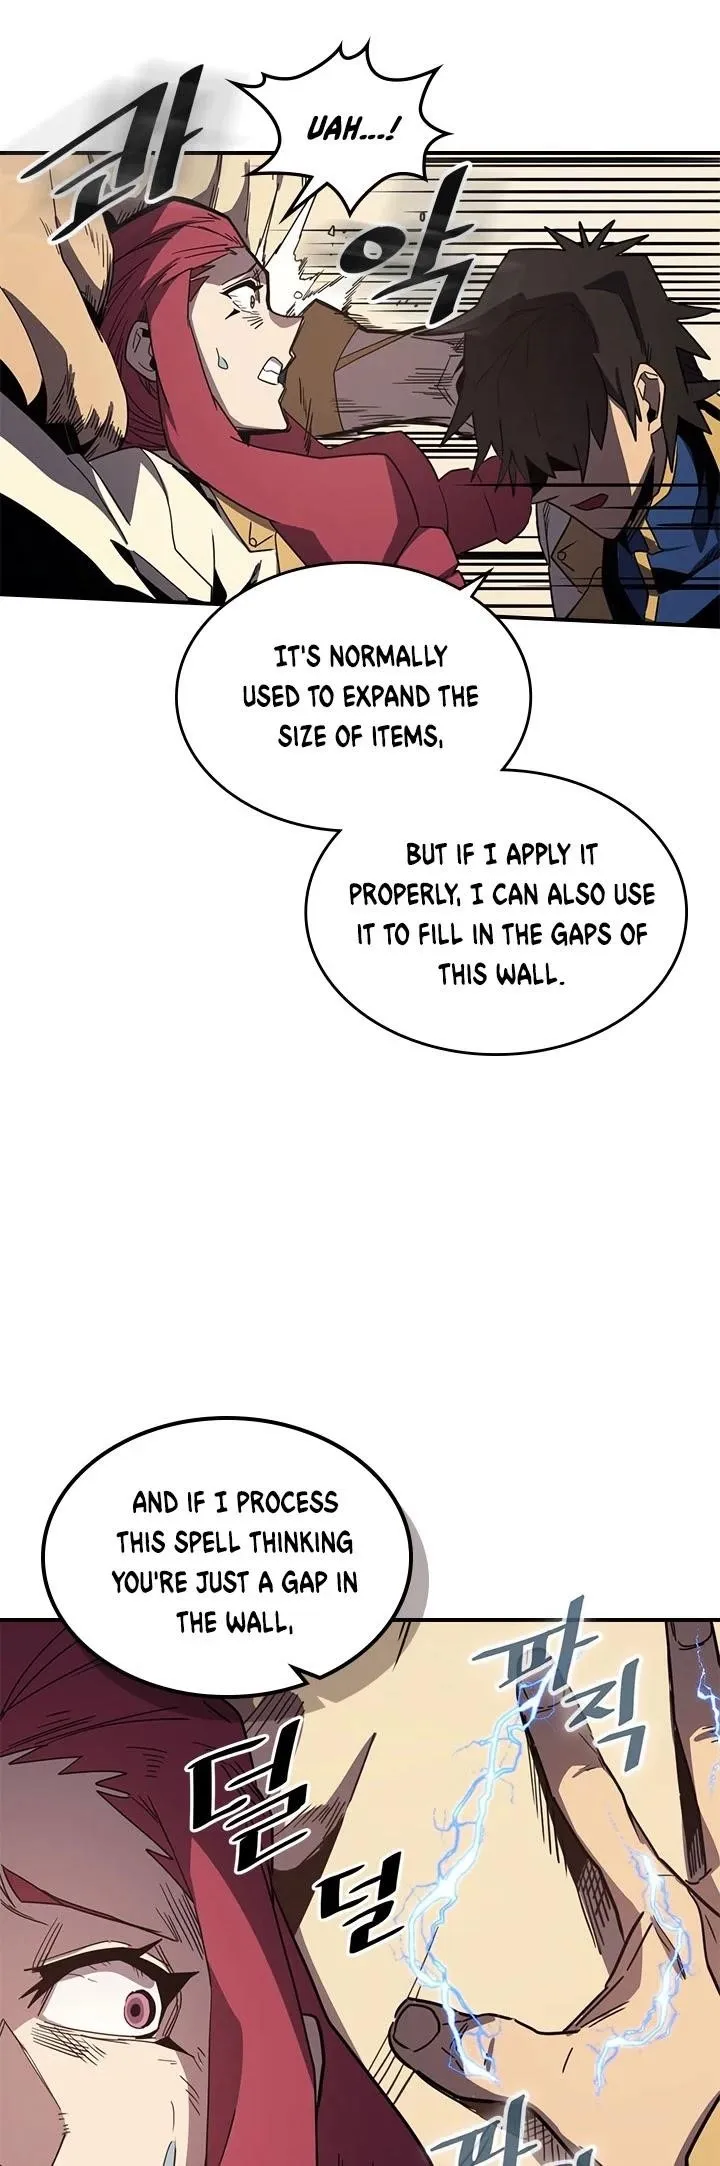 콰
UAH...!
악
IT'S NORMALLY
USED TO EXPAND THE
SIZE OF ITEMS,
BUT IF I APPLY IT
PROPERLY, I CAN ALSO USE
IT TO FILL IN THE GAPS OF
THIS WALL.
AND IF I PROCESS
THIS SPELL THINKING
YOU'RE JUST A GAP IN
THE WALL,
파
직
덜
덜
파